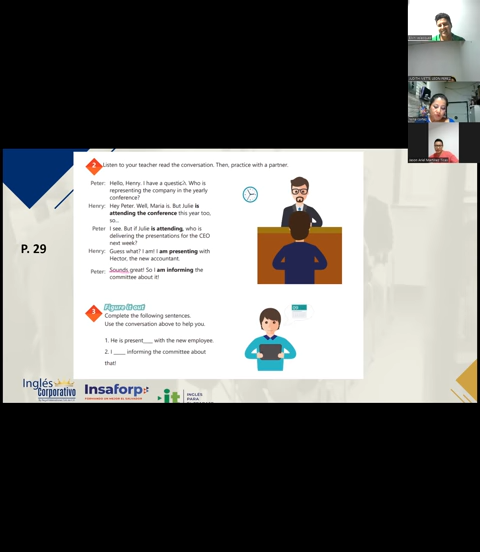 2 Listen to your teacher read the conversation. Then, practice with a partner.
Peter: Hello, Henry. I have a question. Who is
representing the company in the yearly
conference?
Henry: Hey Peter. Well, Maria is. But Julie is
attending the conference this year too,
so...
Peter I see. But if Julie is attending, who is
delivering the presentations for the CEO
next week?
Henry: Guess what? I am! I am presenting with
Hector, the new accountant.
Peter: Sounds great! So I am informing the
committee about it!
P. 29
3 Figure it out
Complete the following sentences.
Use the conversation above to help you.
1. He is present___ with the new employee.
2. I ____ informing the committee about
that!
Inglés
Corporativo
Insaforp
it
INGLÉS
PARA